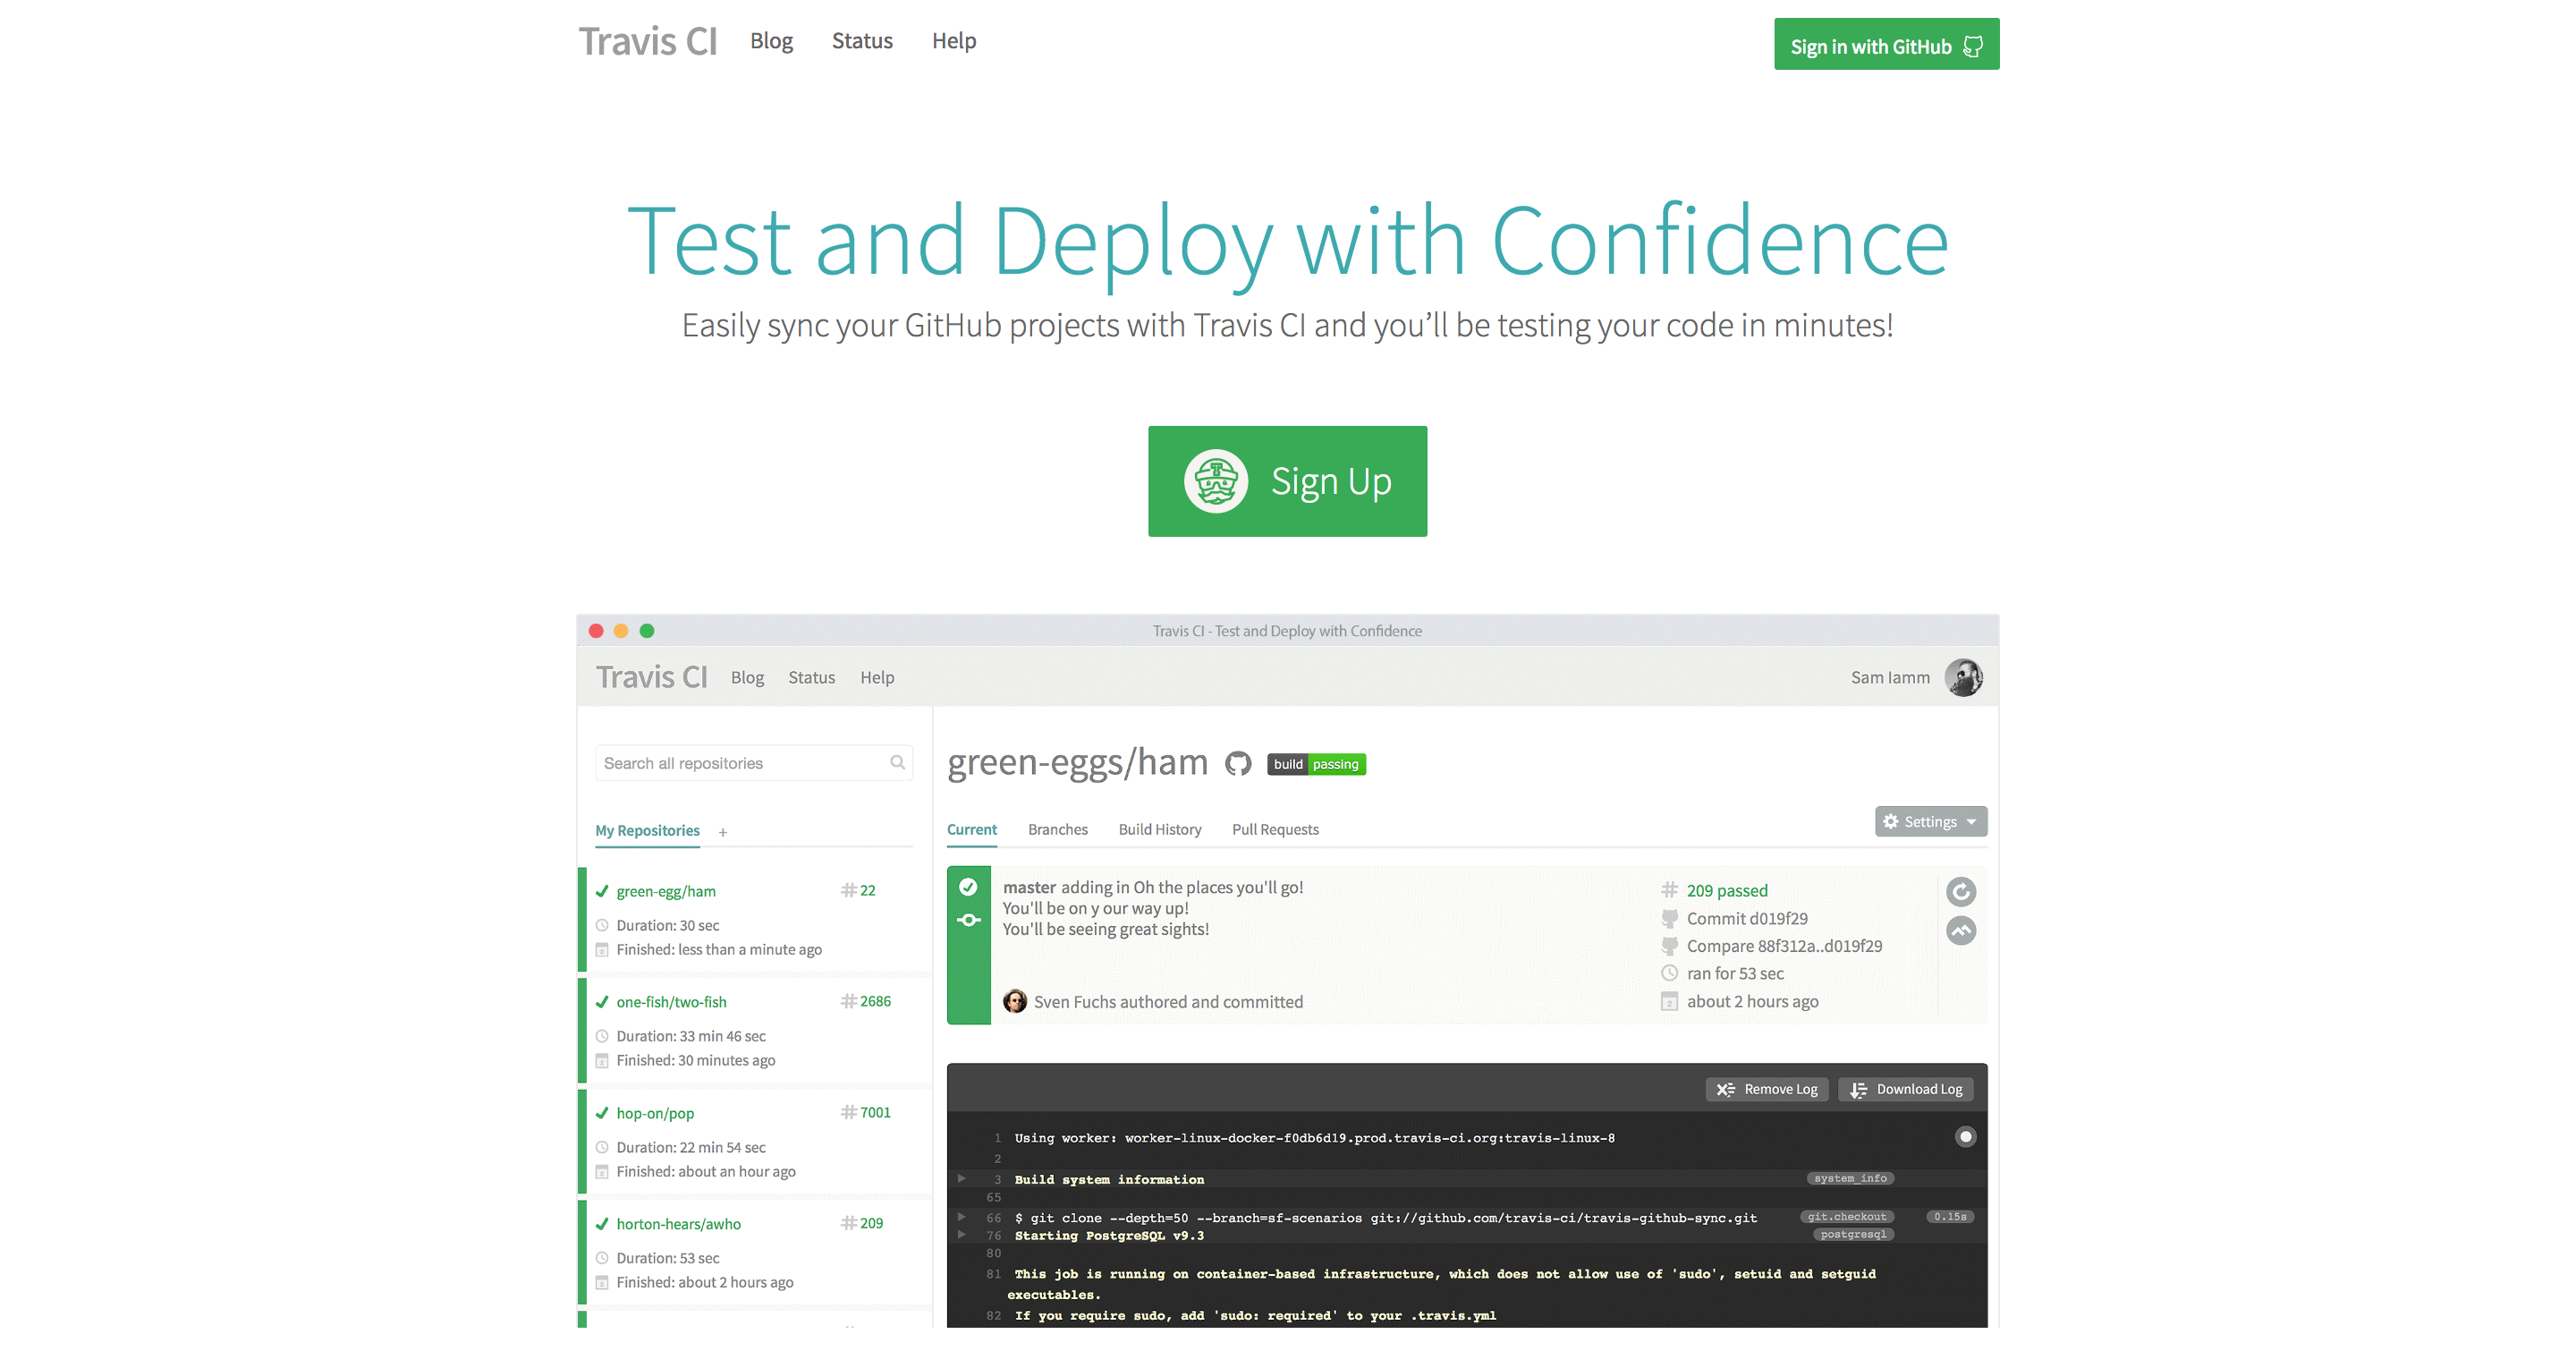 Travis CI Blog Status Help Sign in with GitHub
Test and Deploy with Confidence
Easily sync your GitHub projects with Travis CI and you’ll be testing your code in minutes!
Sign Up
Travis CI - Test and Deploy with Confidence
Travis CI Blog Status Help Sam Iamm
Search all repositories
My Repositories +
green-egg/ham # 22
Duration: 30 sec
Finished: less than a minute ago
one-fish/two-fish # 2686
Duration: 33 min 46 sec
Finished: 30 minutes ago
hop-on/pop # 7001
Duration: 22 min 54 sec
Finished: about an hour ago
horton-hears/awho # 209
Duration: 53 sec
Finished: about 2 hours ago
green-eggs/ham build passing
Current Branches Build History Pull Requests Settings
master adding in Oh the places you'll go!
You'll be on y our way up!
You'll be seeing great sights!
Sven Fuchs authored and committed
# 209 passed
Commit d019f29
Compare 88f312a..d019f29
ran for 53 sec
about 2 hours ago
Remove Log Download Log
1 Using worker: worker-linux-docker-f0db6d19.prod.travis-ci.org:travis-linux-8
2
3 Build system information system_info
65
66 $ git clone --depth=50 --branch=sf-scenarios git://github.com/travis-ci/travis-github-sync.git git.checkout 0.15s
76 Starting PostgreSQL v9.3 postgresql
80
81 This job is running on container-based infrastructure, which does not allow use of 'sudo', setuid and setguid
executables.
82 If you require sudo, add 'sudo: required' to your .travis.yml